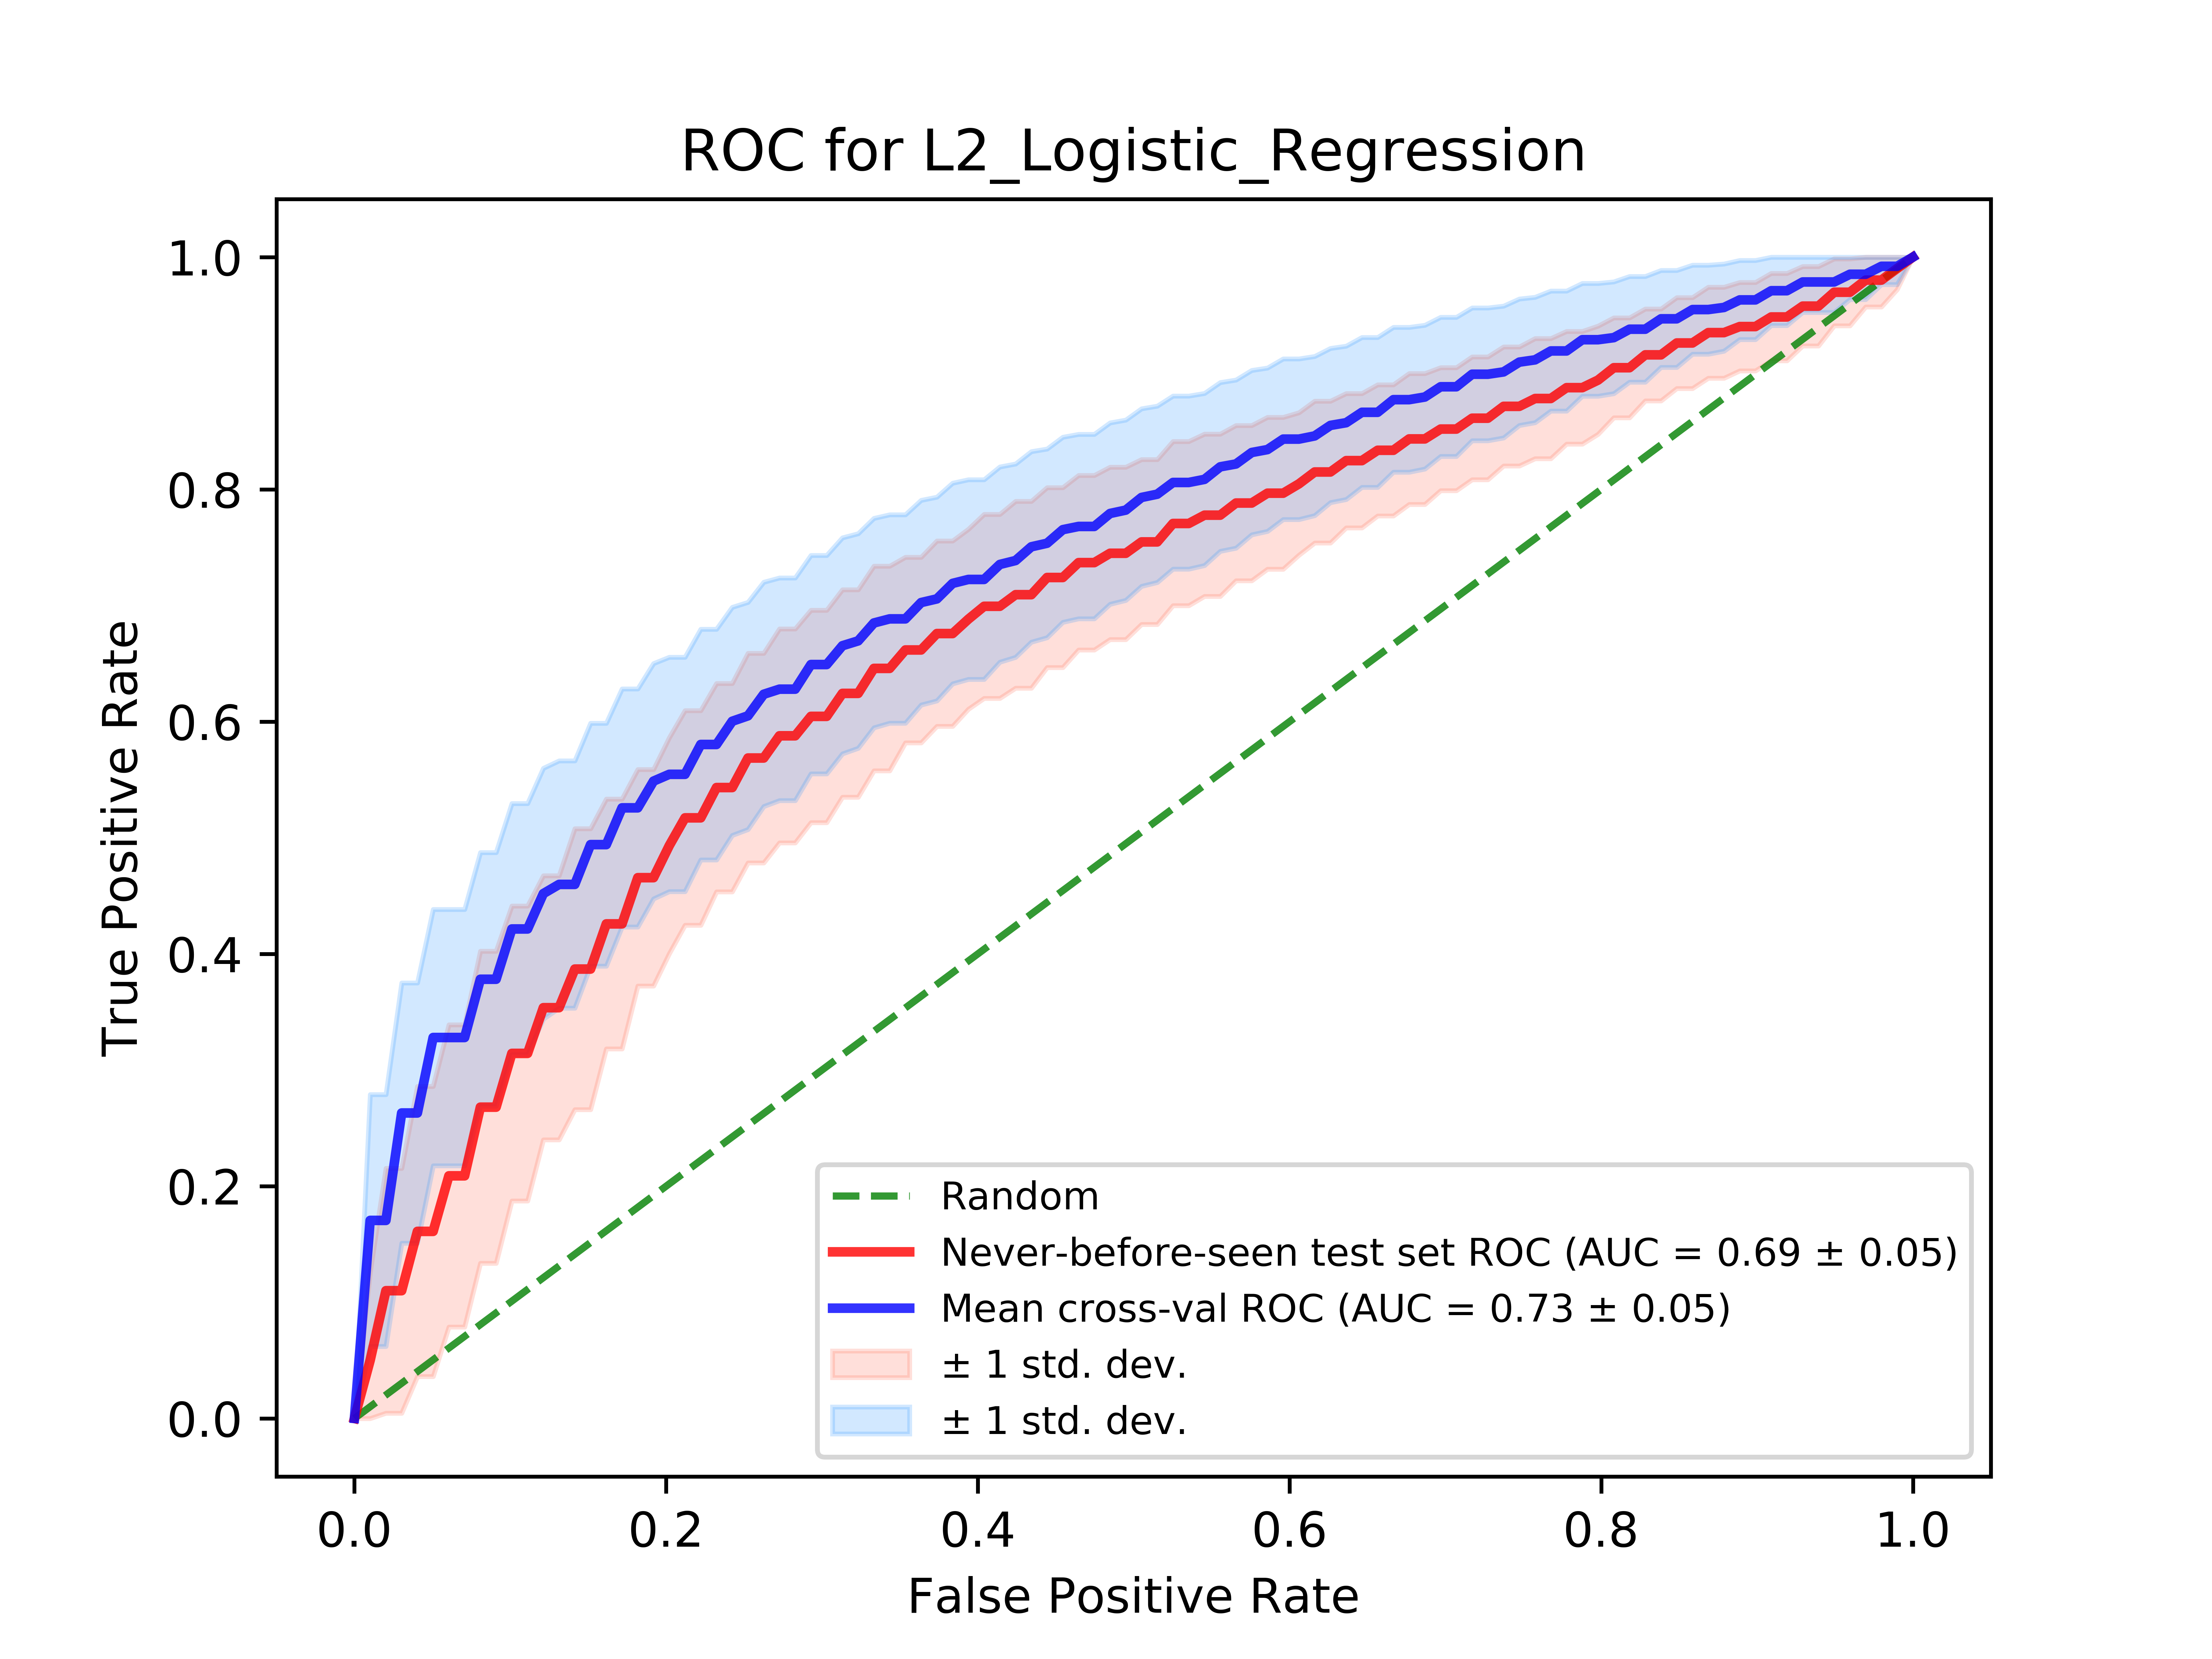 ROC for L2_Logistic_Regression
True Positive Rate
1.0
0.8
0.6
0.4
0.2
0.0
Random
Never-before-seen test set ROC (AUC = 0.69 ± 0.05)
Mean cross-val ROC (AUC = 0.73 ± 0.05)
± 1 std. dev.
± 1 std. dev.
0.0 0.2 0.4 0.6 0.8 1.0
False Positive Rate